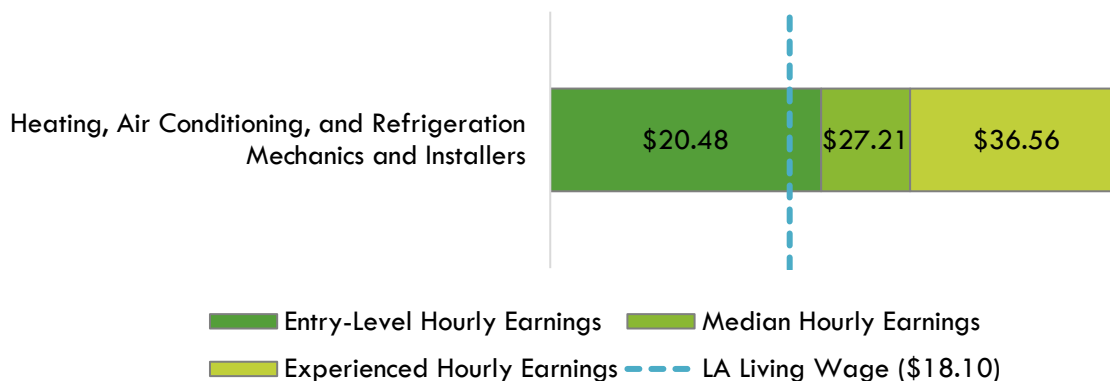 Heating, Air Conditioning, and Refrigeration
Mechanics and Installers
$20.48 $27.21 $36.56
Entry-Level Hourly Earnings Median Hourly Earnings
Experienced Hourly Earnings LA Living Wage ($18.10)